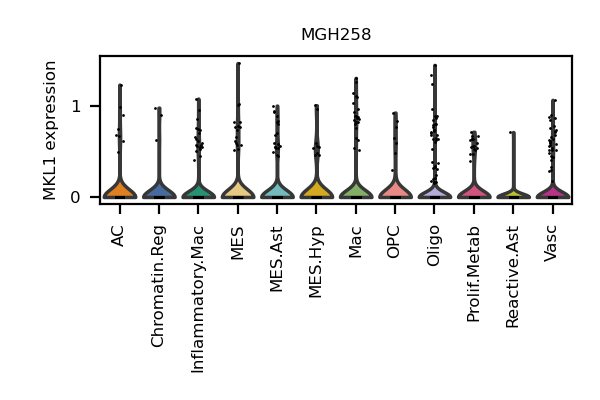 MGH258
MKL1 expression
1
0
AC
Chromatin.Reg
Inflammatory.Mac
MES
MES.Ast
MES.Hyp
Mac
OPC
Oligo
Prolif.Metab
Reactive.Ast
Vasc